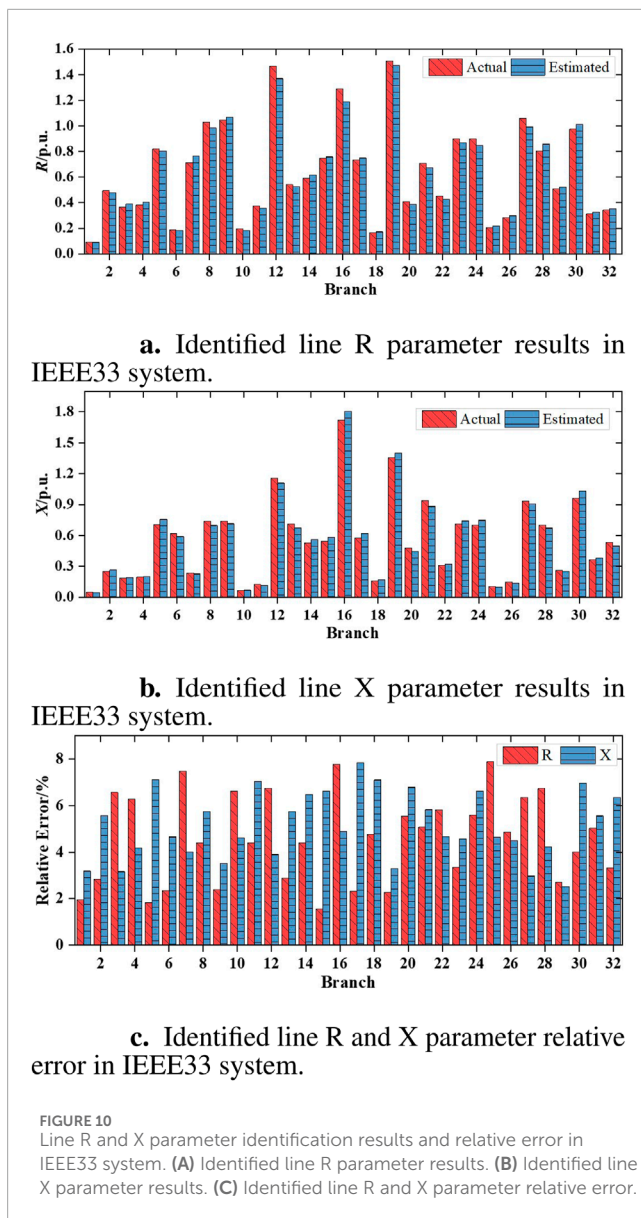 1.6
1.4
1.2
1.0
0.8
0.6
0.4
0.2
0.0
R/p.u.
Actual Estimated
2 4 6 8 10 12 14 16 18 20 22 24 26 28 30 32
Branch
a. Identified line R parameter results in
IEEE33 system.
1.8
1.5
1.2
0.9
0.6
0.3
0.0
X/p.u.
Actual Estimated
2 4 6 8 10 12 14 16 18 20 22 24 26 28 30 32
Branch
b. Identified line X parameter results in
IEEE33 system.
8
6
4
2
0
Relative Error/%
R X
2 4 6 8 10 12 14 16 18 20 22 24 26 28 30 32
Branch
c. Identified line R and X parameter relative
error in IEEE33 system.
FIGURE 10
Line R and X parameter identification results and relative error in
IEEE33 system. (A) Identified line R parameter results. (B) Identified line
X parameter results. (C) Identified line R and X parameter relative error.